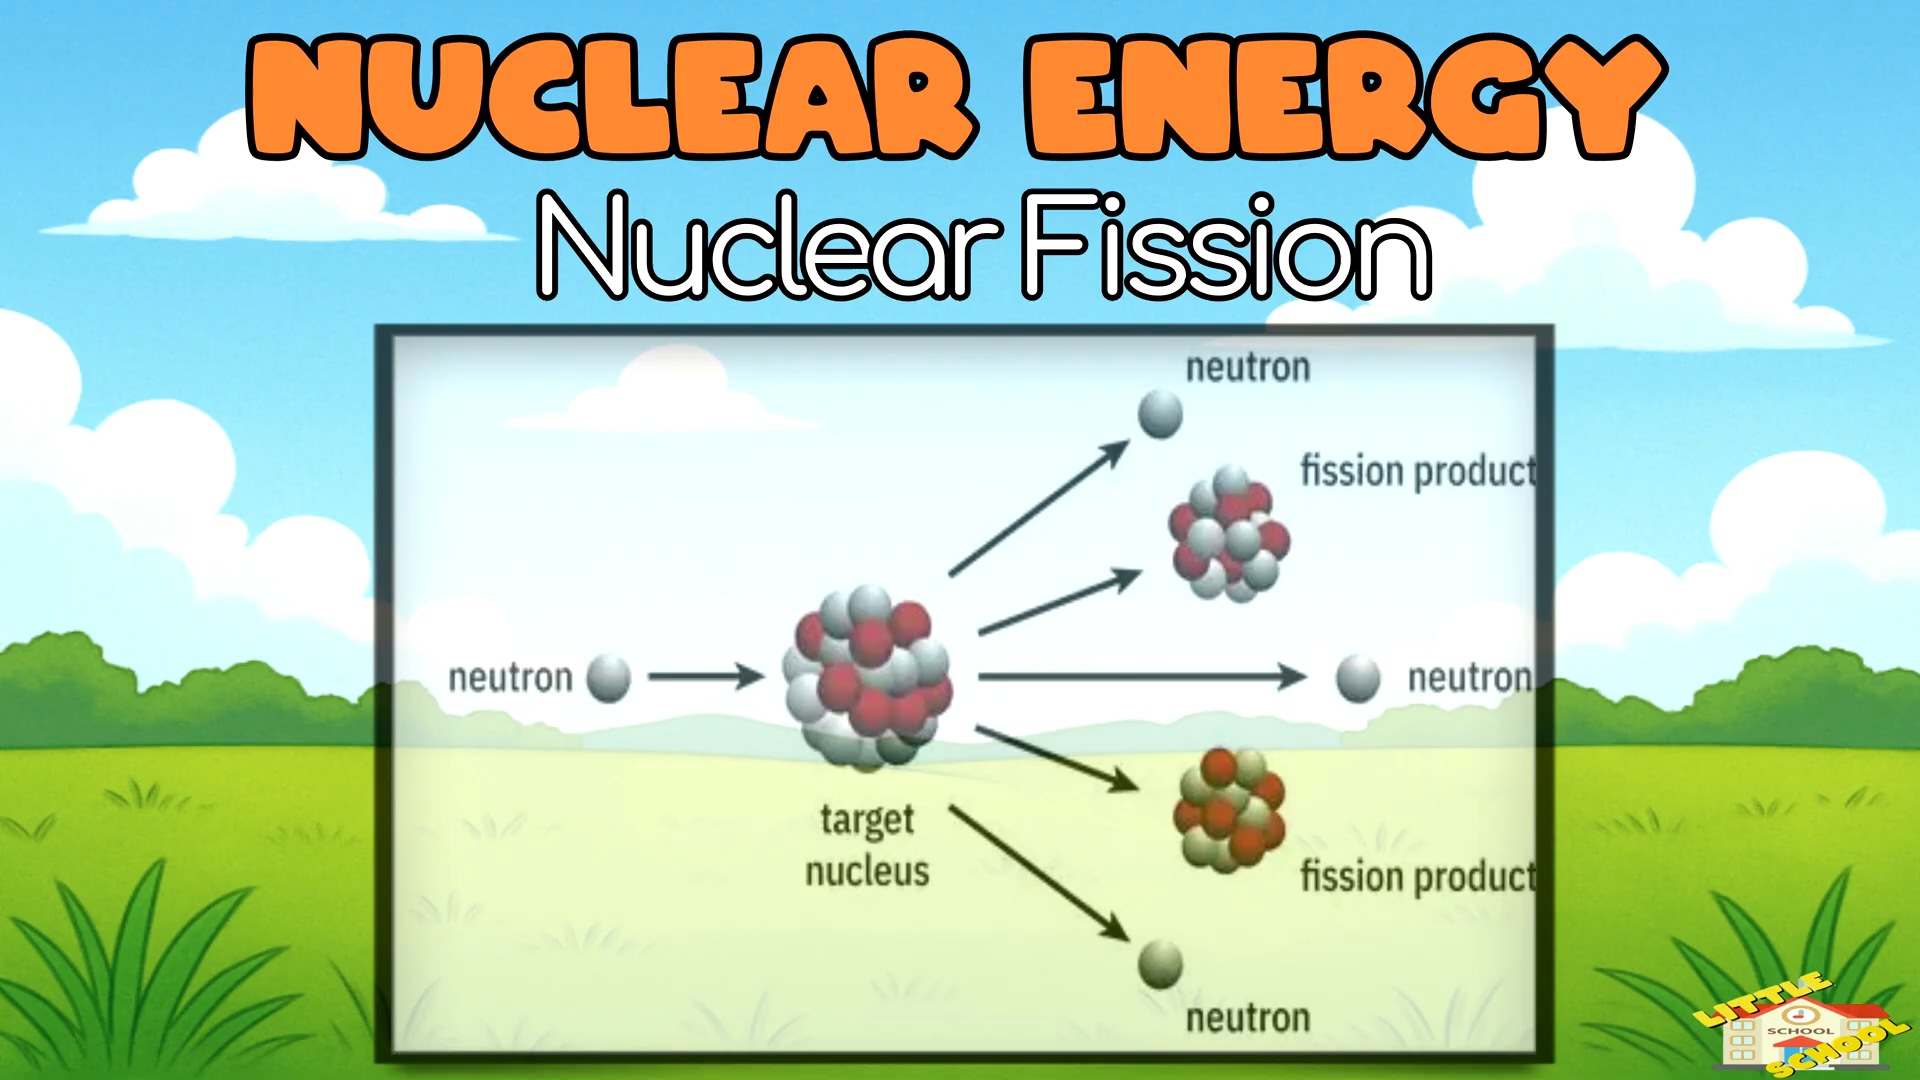 NUCLEAR ENERGY
Nuclear Fission
neutron
fission product
neutron
neutron
target
nucleus
fission product
neutron
LITTLE
SCHOOL
SCHOOL